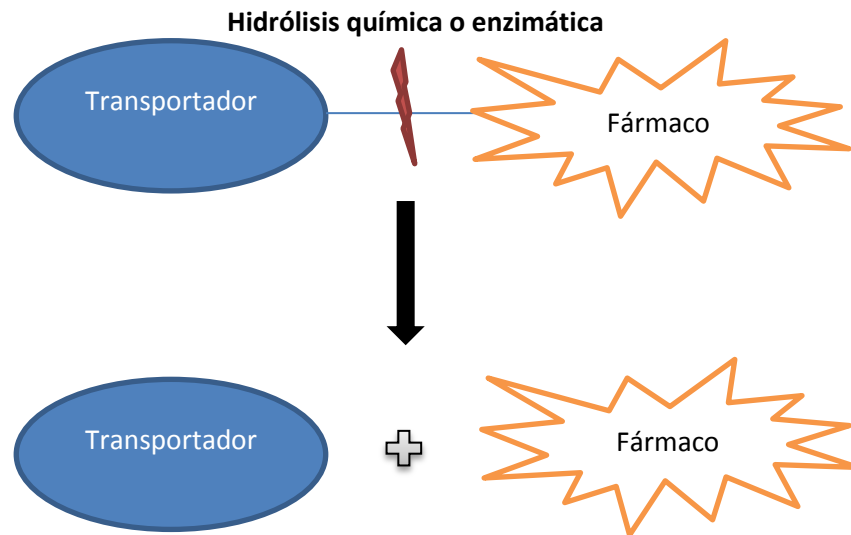 Hidrólisis química o enzimática
Transportador
Fármaco
Transportador
Fármaco